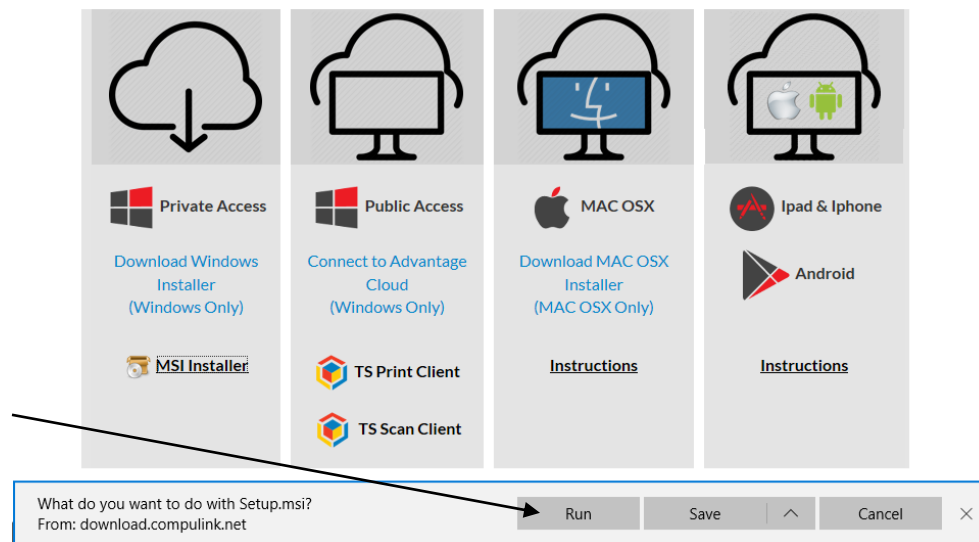 Private Access
Download Windows
Installer
(Windows Only)
MSI Installer
Public Access
Connect to Advantage
Cloud
(Windows Only)
TS Print Client
TS Scan Client
MAC OSX
Download MAC OSX
Installer
(MAC OSX Only)
Instructions
Ipad & Iphone
Android
Instructions
What do you want to do with Setup.msi?
From: download.compulink.net
Run
Save
Cancel